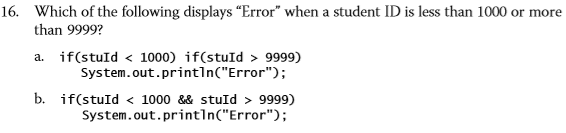 16. Which of the following displays “Error” when a student ID is less than 1000 or more
than 9999?
a. if(stuId < 1000) if(stuId > 9999)
System.out.println("Error");
b. if(stuId < 1000 && stuId > 9999)
System.out.println("Error");